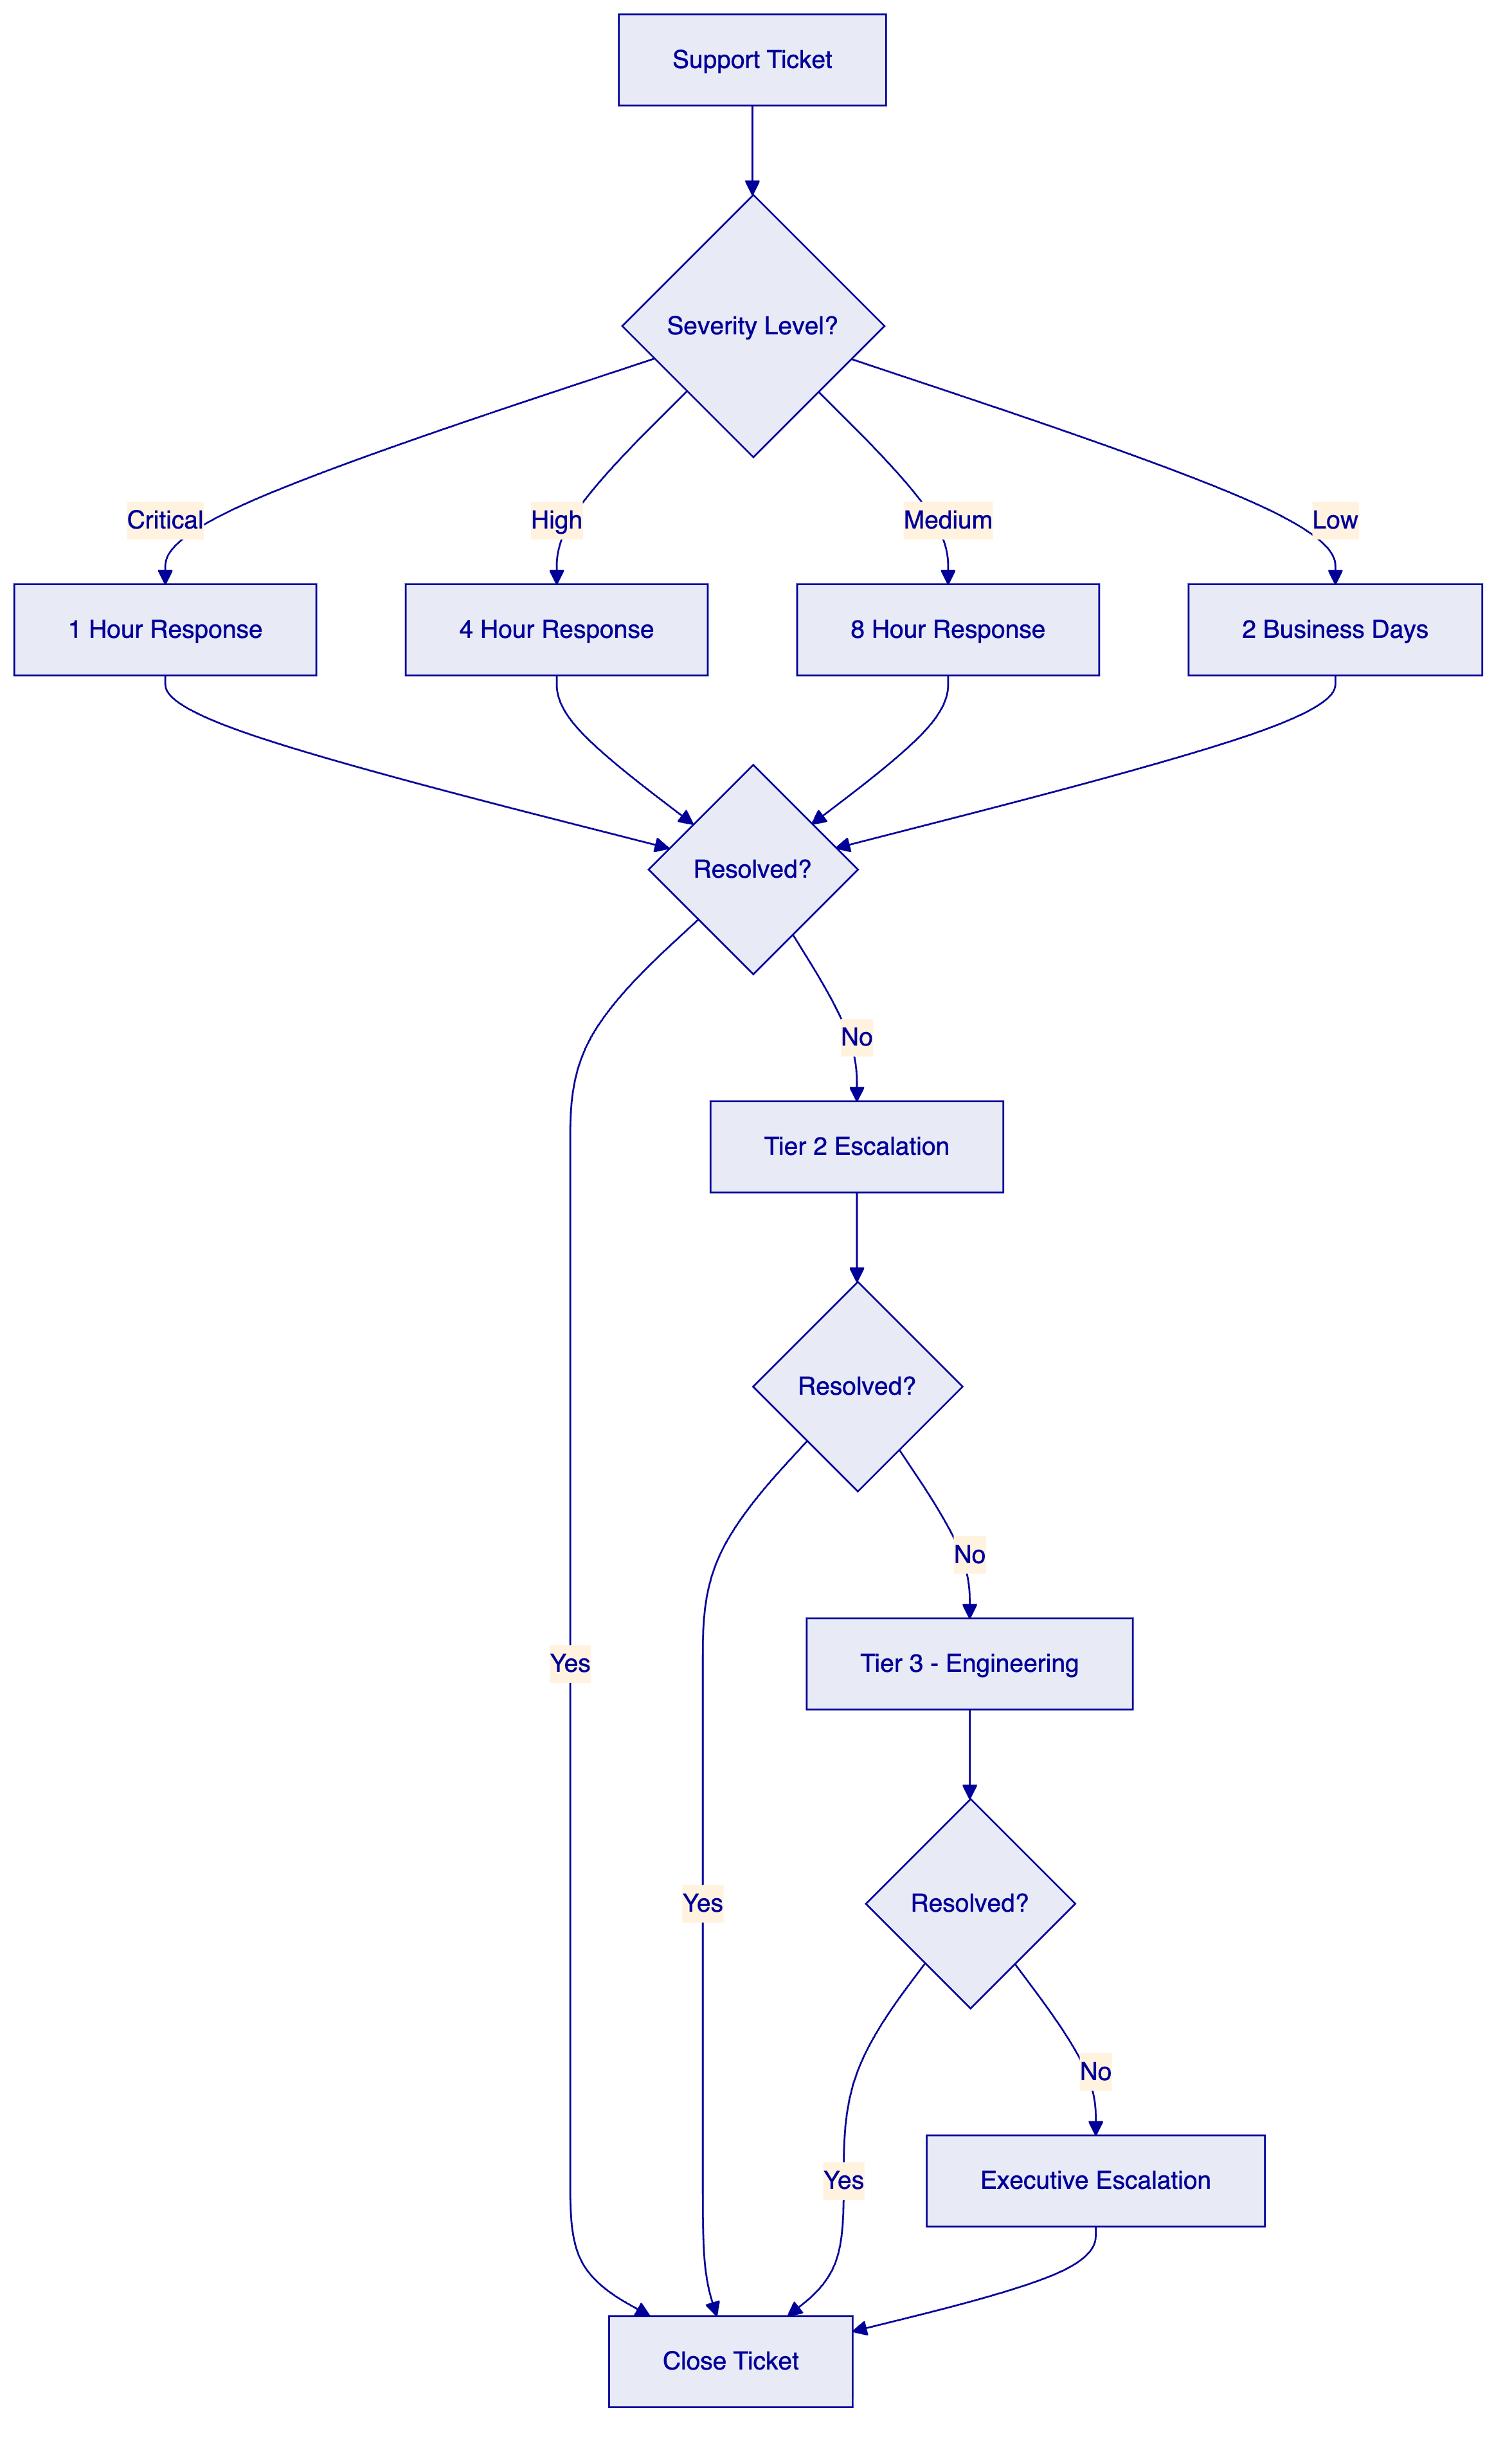 Support Ticket
Severity Level?
Critical
High
Medium
Low
1 Hour Response
4 Hour Response
8 Hour Response
2 Business Days
Resolved?
No
Tier 2 Escalation
Resolved?
No
Yes
Tier 3 - Engineering
Yes
Resolved?
No
Yes
Executive Escalation
Close Ticket